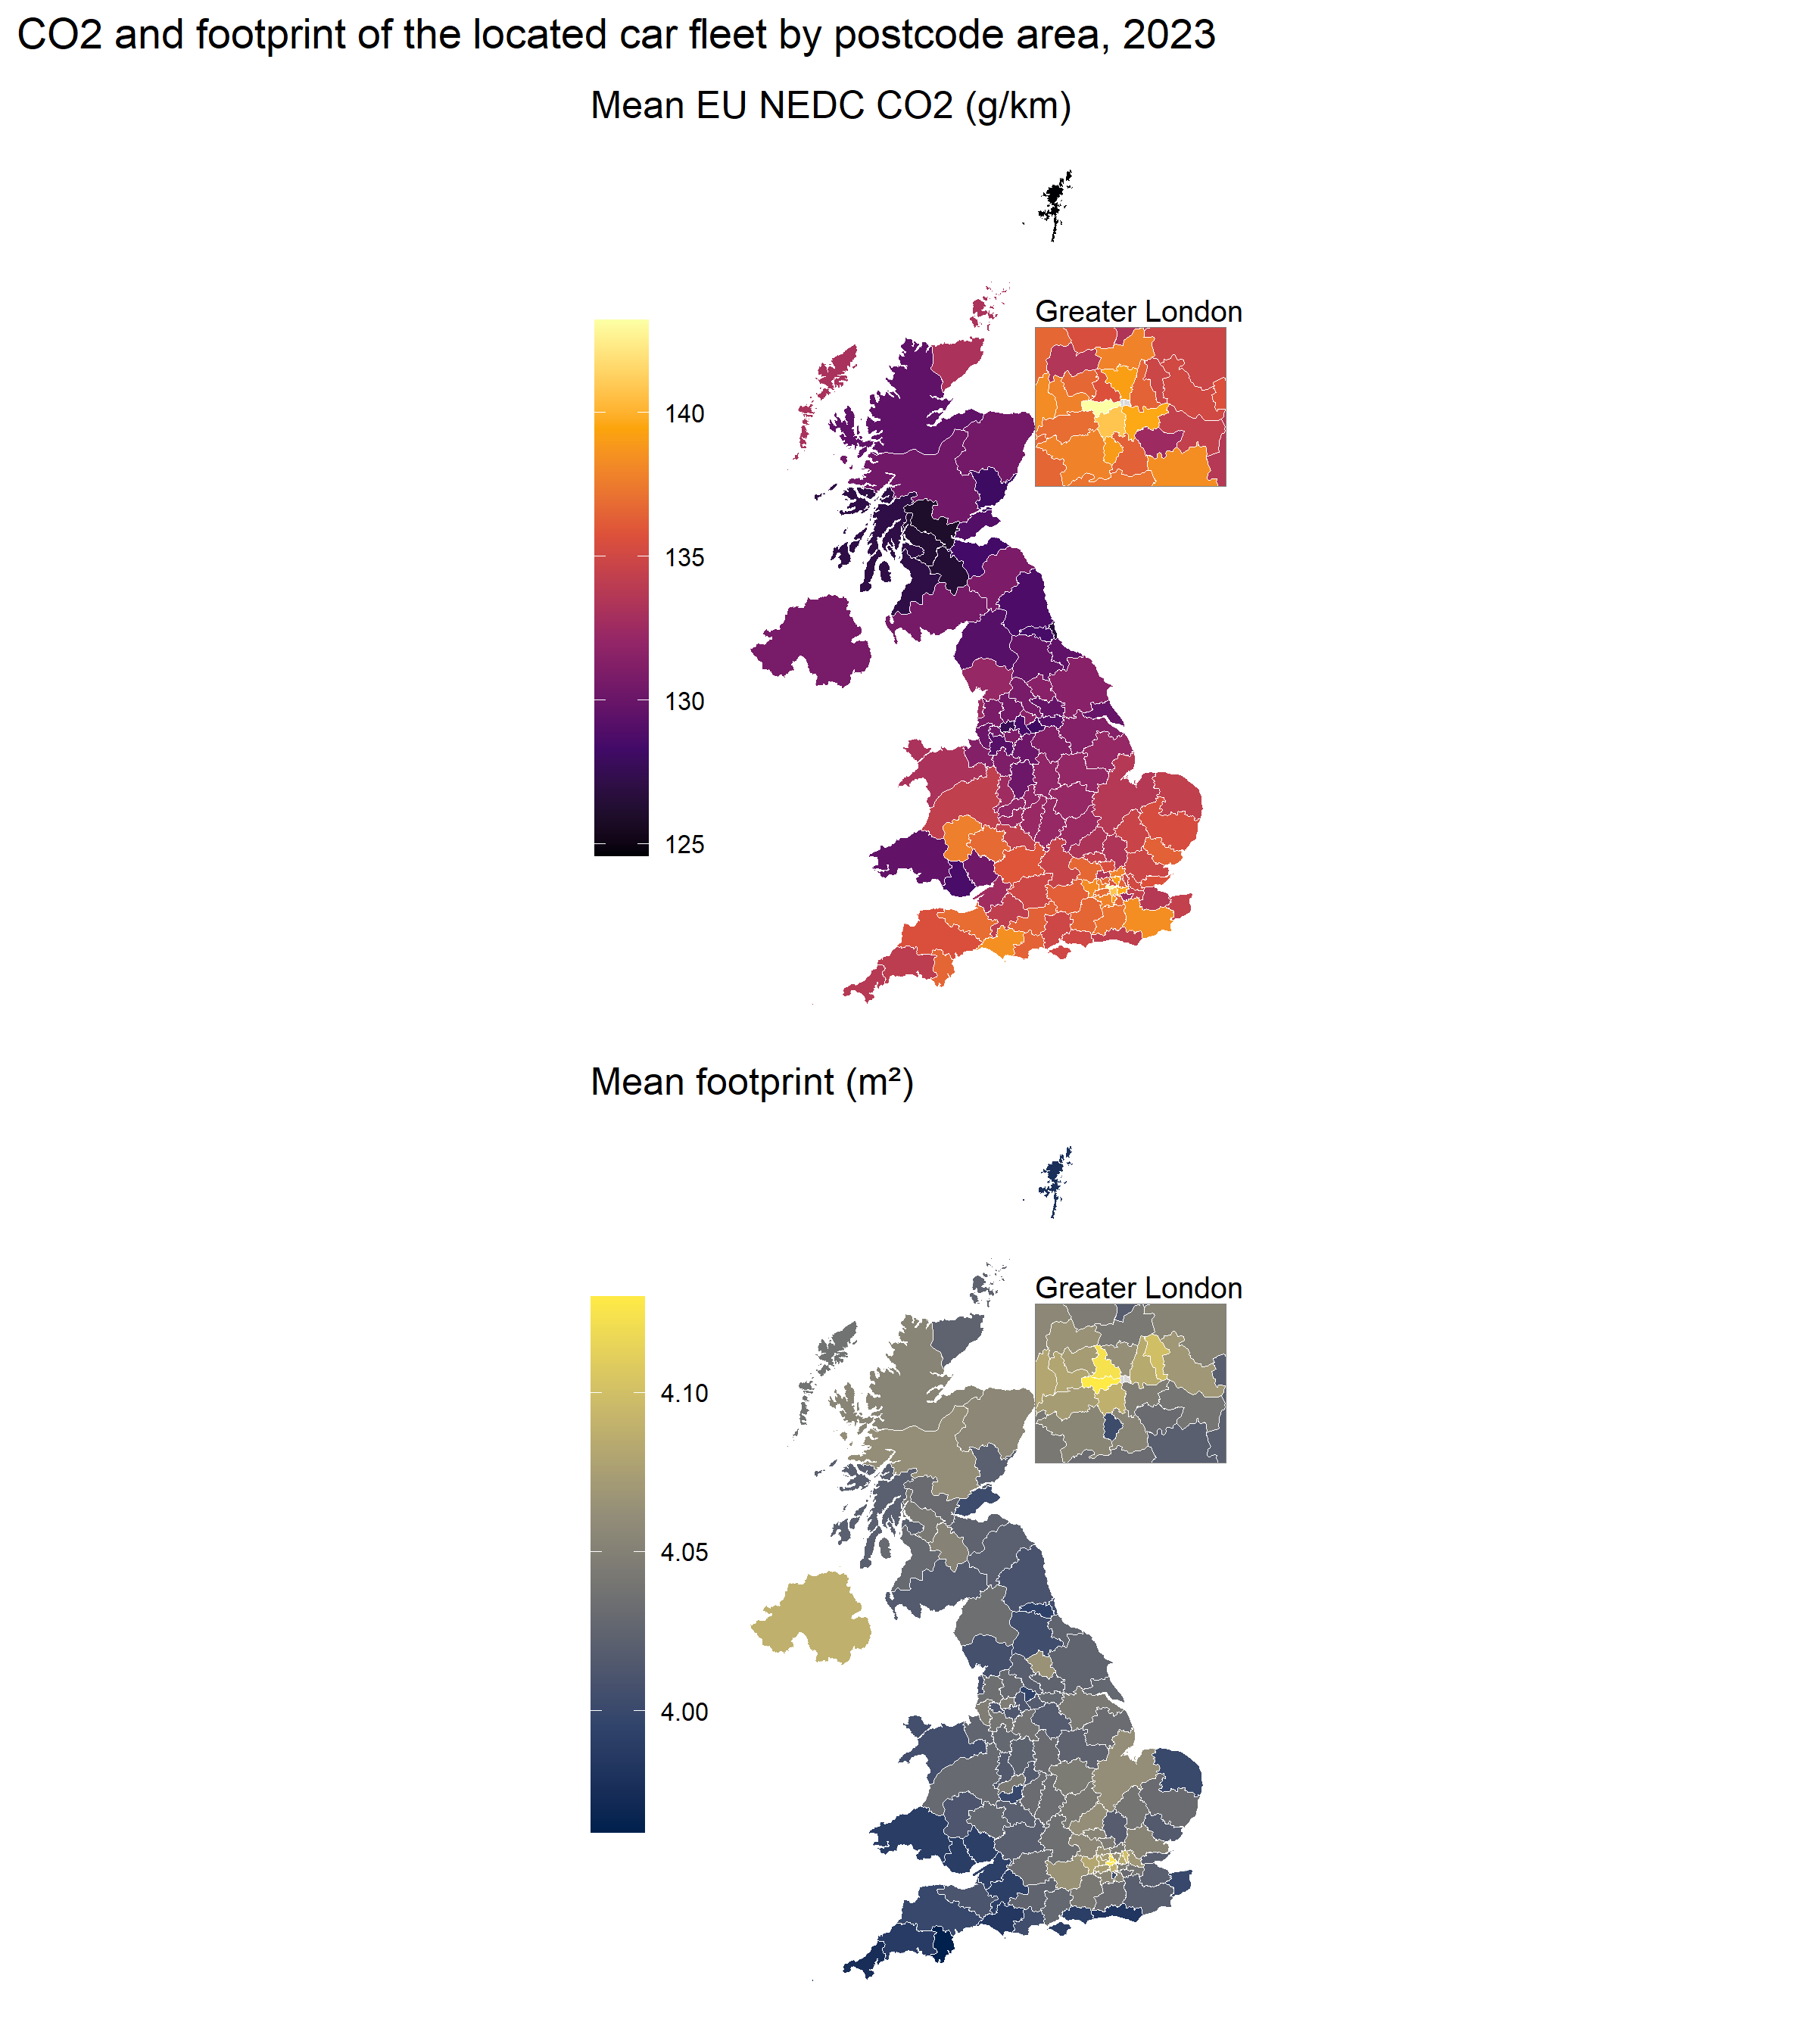 CO2 and footprint of the located car fleet by postcode area, 2023
Mean EU NEDC CO2 (g/km)
Greater London
140
135
130
125
Mean footprint (m²)
Greater London
4.10
4.05
4.00